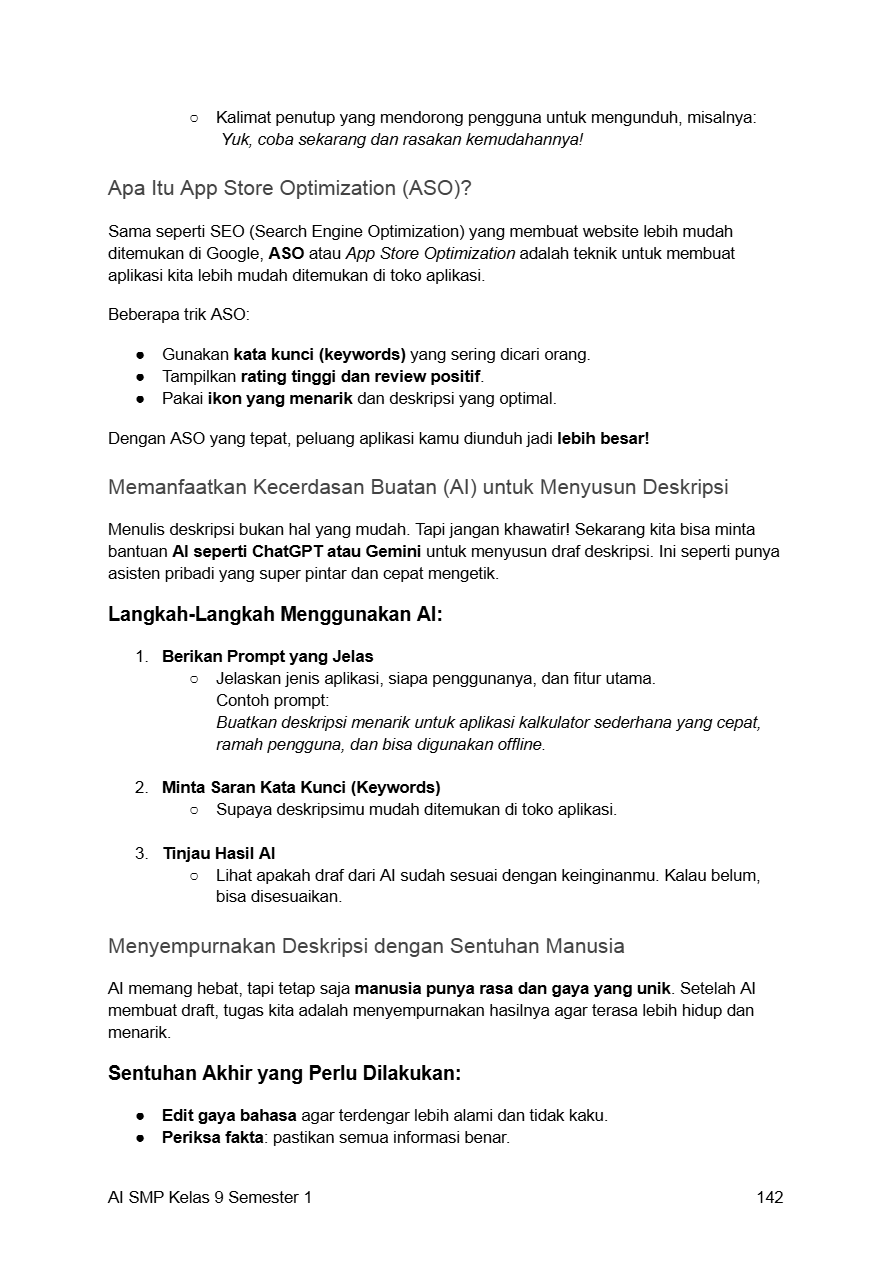 ○ Kalimat penutup yang mendorong pengguna untuk mengunduh, misalnya:
Yuk, coba sekarang dan rasakan kemudahannya!
Apa Itu App Store Optimization (ASO)?
Sama seperti SEO (Search Engine Optimization) yang membuat website lebih mudah
ditemukan di Google, ASO atau App Store Optimization adalah teknik untuk membuat
aplikasi kita lebih mudah ditemukan di toko aplikasi.
Beberapa trik ASO:
● Gunakan kata kunci (keywords) yang sering dicari orang.
● Tampilkan rating tinggi dan review positif.
● Pakai ikon yang menarik dan deskripsi yang optimal.
Dengan ASO yang tepat, peluang aplikasi kamu diunduh jadi lebih besar!
Memanfaatkan Kecerdasan Buatan (AI) untuk Menyusun Deskripsi
Menulis deskripsi bukan hal yang mudah. Tapi jangan khawatir! Sekarang kita bisa minta
bantuan AI seperti ChatGPT atau Gemini untuk menyusun draf deskripsi. Ini seperti punya
asisten pribadi yang super pintar dan cepat mengetik.
Langkah-Langkah Menggunakan AI:
1. Berikan Prompt yang Jelas
○ Jelaskan jenis aplikasi, siapa penggunanya, dan fitur utama.
Contoh prompt:
Buatkan deskripsi menarik untuk aplikasi kalkulator sederhana yang cepat,
ramah pengguna, dan bisa digunakan offline.
2. Minta Saran Kata Kunci (Keywords)
○ Supaya deskripsimu mudah ditemukan di toko aplikasi.
3. Tinjau Hasil AI
○ Lihat apakah draf dari AI sudah sesuai dengan keinginanmu. Kalau belum,
bisa disesuaikan.
Menyempurnakan Deskripsi dengan Sentuhan Manusia
AI memang hebat, tapi tetap saja manusia punya rasa dan gaya yang unik. Setelah AI
membuat draft, tugas kita adalah menyempurnakan hasilnya agar terasa lebih hidup dan
menarik.
Sentuhan Akhir yang Perlu Dilakukan:
● Edit gaya bahasa agar terdengar lebih alami dan tidak kaku.
● Periksa fakta: pastikan semua informasi benar.
AI SMP Kelas 9 Semester 1 142